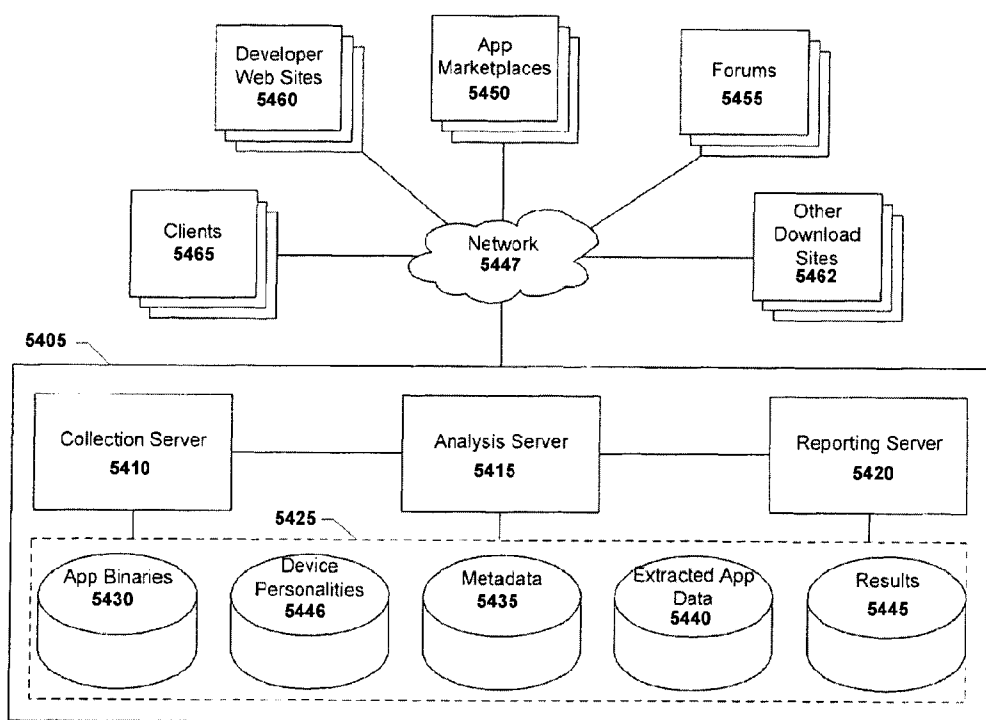 Developer
Web Sites
5460
App
Marketplaces
5450
Forums
5455
Clients
5465
Network
5447
Other
Download
Sites
5462
5405
Collection Server
5410
Analysis Server
5415
Reporting Server
5420
5425
App Binaries
5430
Device
Personalities
5446
Metadata
5435
Extracted App
Data
5440
Results
5445